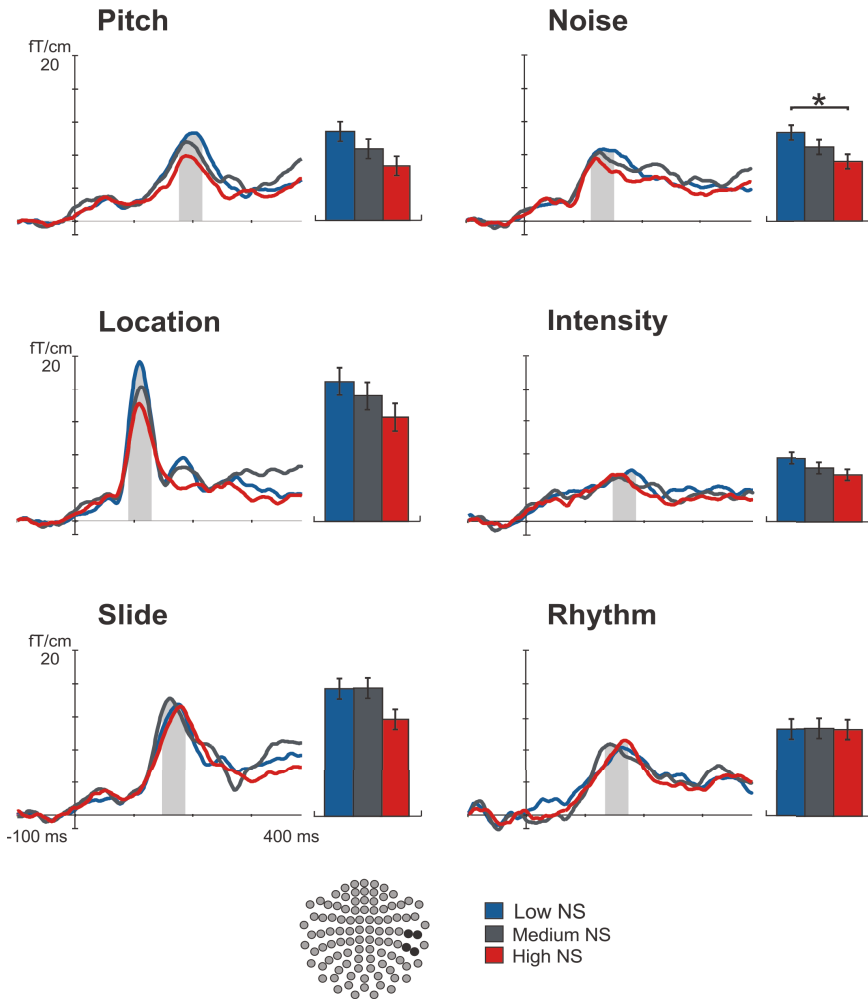 Pitch
Noise
fT/cm
20
*
Location
Intensity
fT/cm
20
Slide
Rhythm
fT/cm
20
-100 ms
400 ms
Low NS
Medium NS
High NS